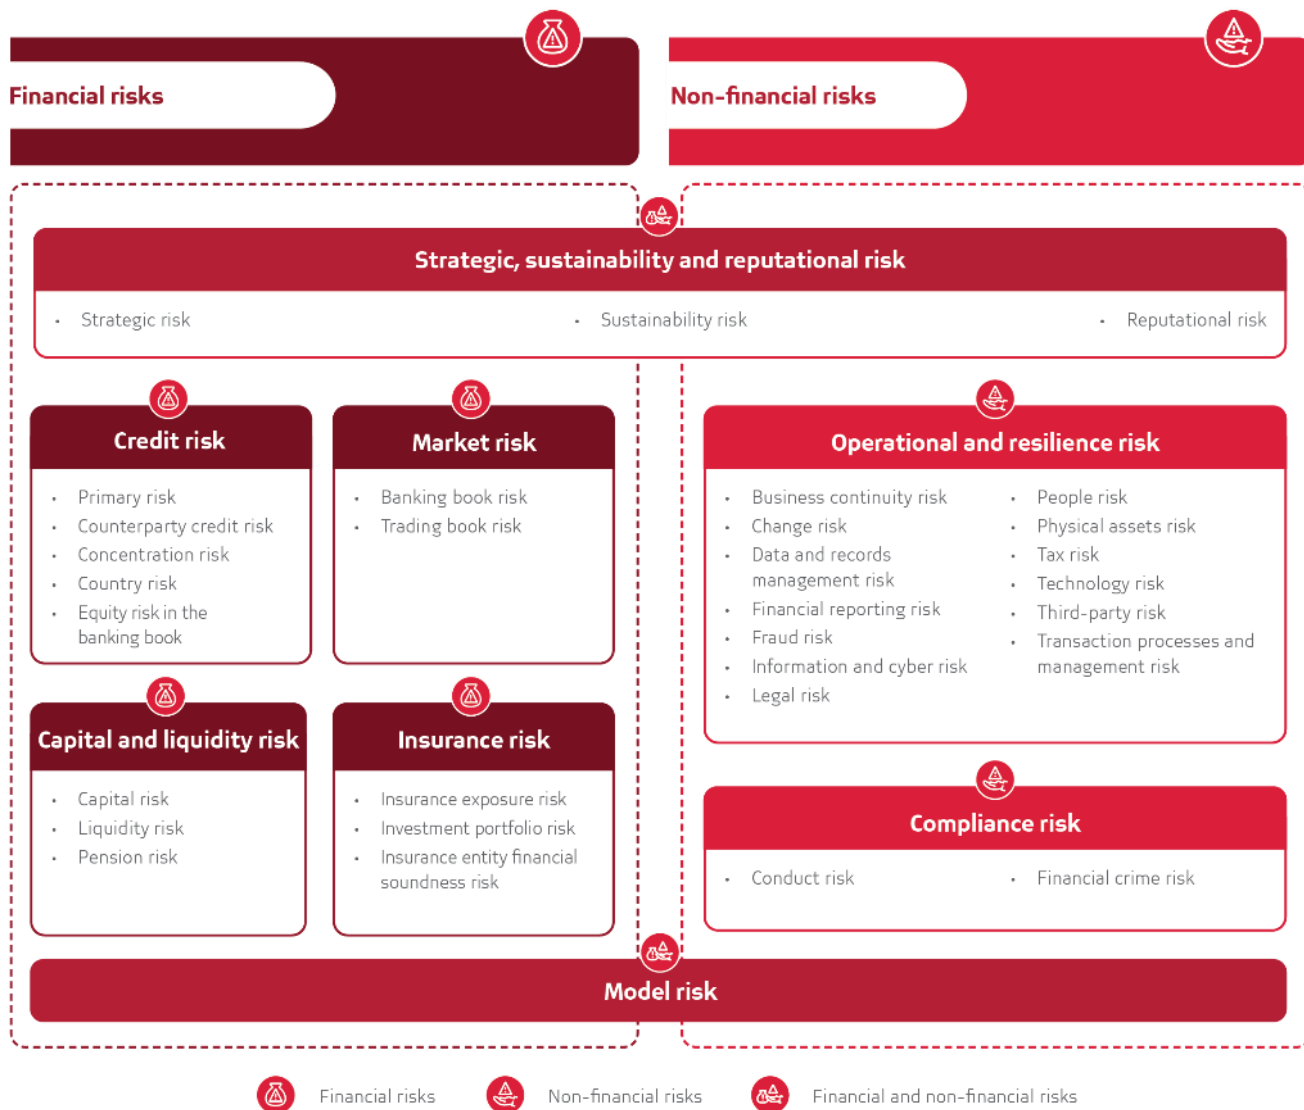 Financial risks
Non-financial risks
Strategic, sustainability and reputational risk
• Strategic risk
• Sustainability risk
• Reputational risk
Credit risk
• Primary risk
• Counterparty credit risk
• Concentration risk
• Country risk
• Equity risk in the
banking book
Market risk
• Banking book risk
• Trading book risk
Operational and resilience risk
• Business continuity risk
• Change risk
• Data and records
management risk
• Financial reporting risk
• Fraud risk
• Information and cyber risk
• Legal risk
• People risk
• Physical assets risk
• Tax risk
• Technology risk
• Third-party risk
• Transaction processes and
management risk
Capital and liquidity risk
• Capital risk
• Liquidity risk
• Pension risk
Insurance risk
• Insurance exposure risk
• Investment portfolio risk
• Insurance entity financial
soundness risk
Compliance risk
• Conduct risk
• Financial crime risk
Model risk
Financial risks
Non-financial risks
Financial and non-financial risks